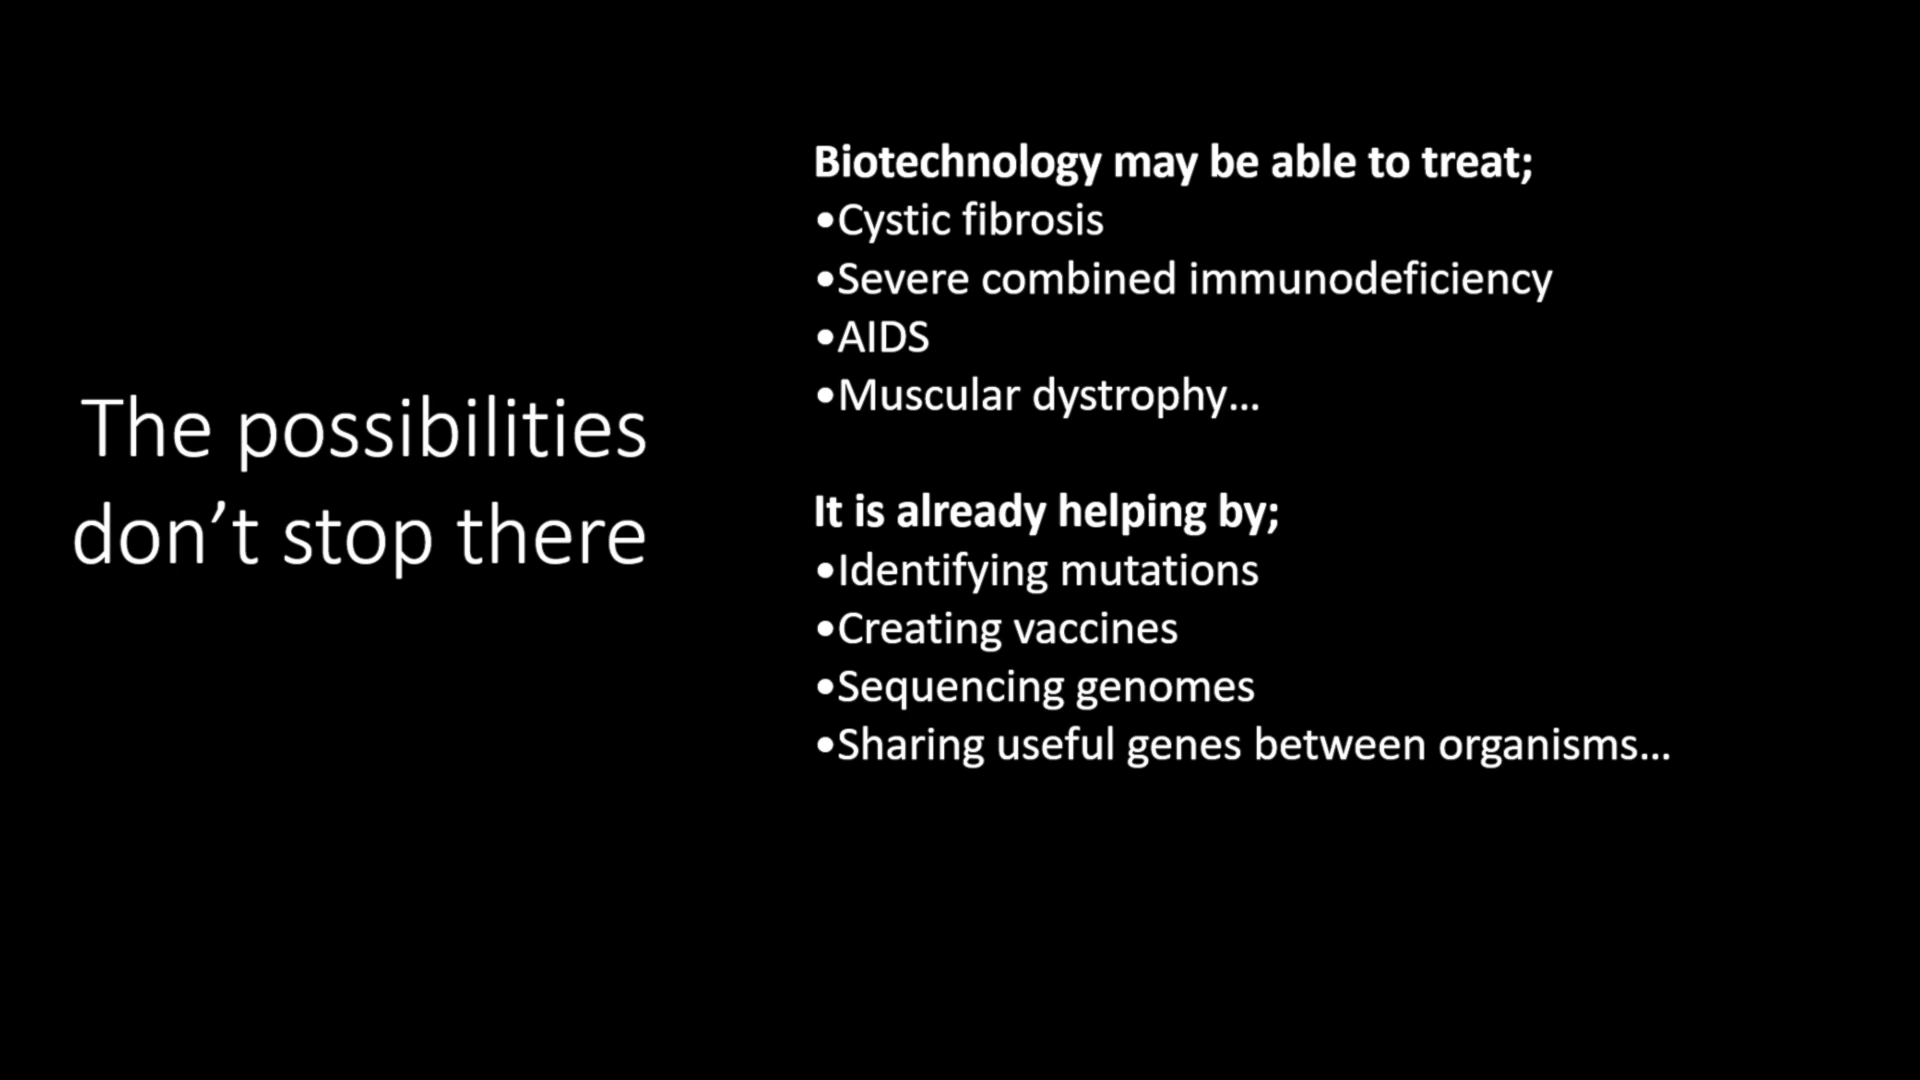 The possibilities
don’t stop there
Biotechnology may be able to treat;
•Cystic fibrosis
•Severe combined immunodeficiency
•AIDS
•Muscular dystrophy…
It is already helping by;
•Identifying mutations
•Creating vaccines
•Sequencing genomes
•Sharing useful genes between organisms…